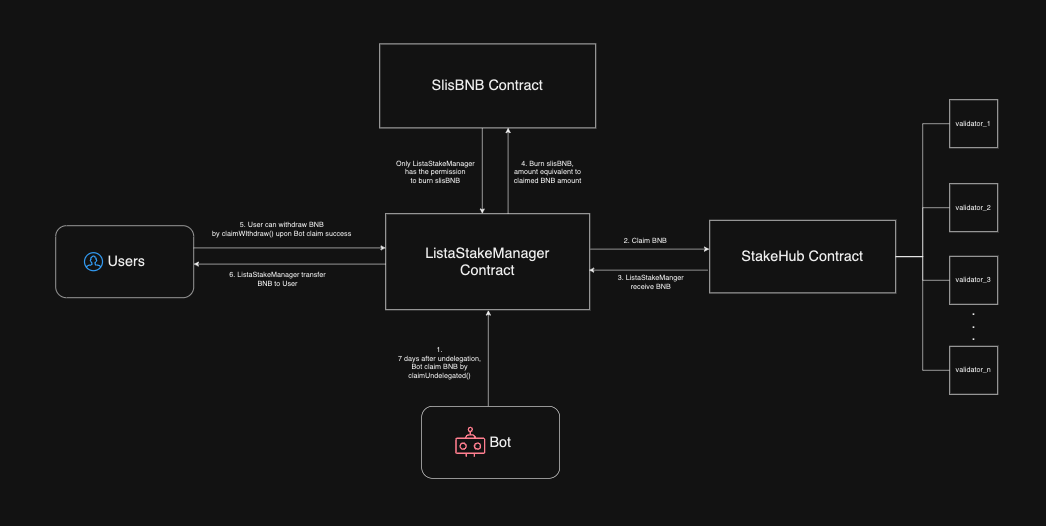 SlisBNB Contract
Only ListaStakeManager
has the permission
to burn slisBNB
4. Burn slisBNB,
amount equivalent to
claimed BNB amount
5. User can withdraw BNB
by claimWIthdraw() upon Bot claim success
Users
6. ListaStakeManager transfer
BNB to User
ListaStakeManager
Contract
2. Claim BNB
3. ListaStakeManger
receive BNB
StakeHub Contract
validator_1
validator_2
validator_3
validator_n
1.
7 days after undelegation,
Bot claim BNB by
claimUndelegated()
Bot